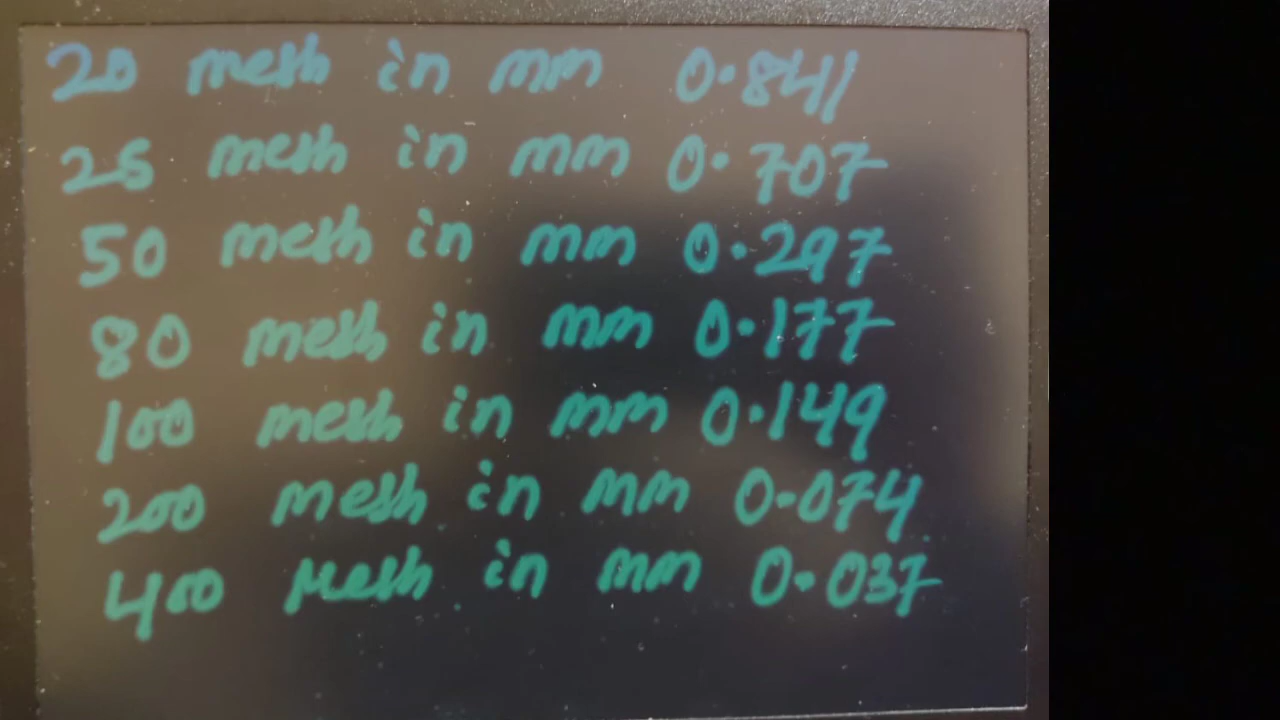 20 mesh in mm 0.841
25 mesh in mm 0.707
50 mesh in mm 0.297
80 mesh in mm 0.177
100 mesh in mm 0.149
200 mesh in mm 0.074
400 mesh in mm 0.037